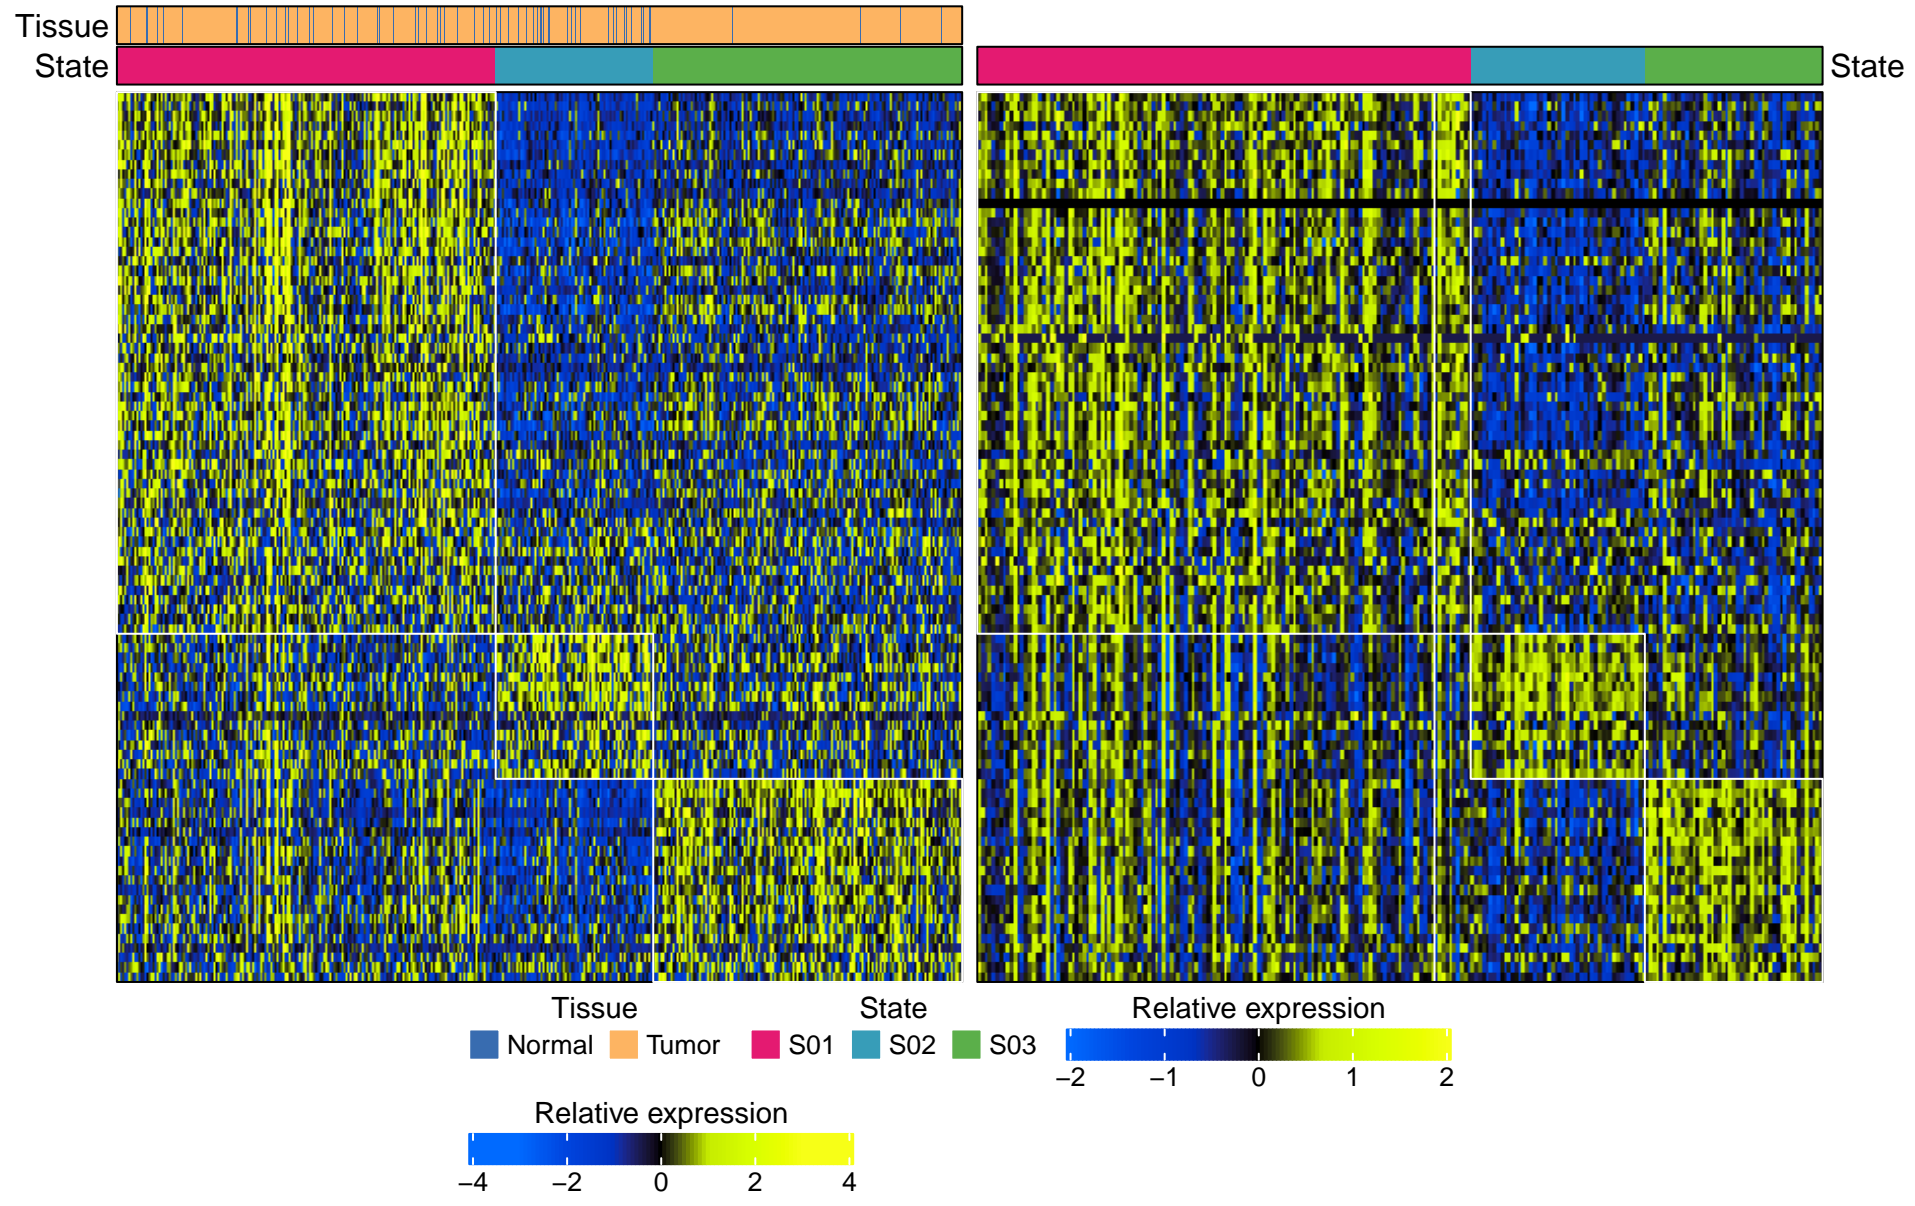 Tissue
State
State
Tissue
Normal Tumor
State
S01 S02 S03
Relative expression
−2 −1 0 1 2
Relative expression
−4 −2 0 2 4